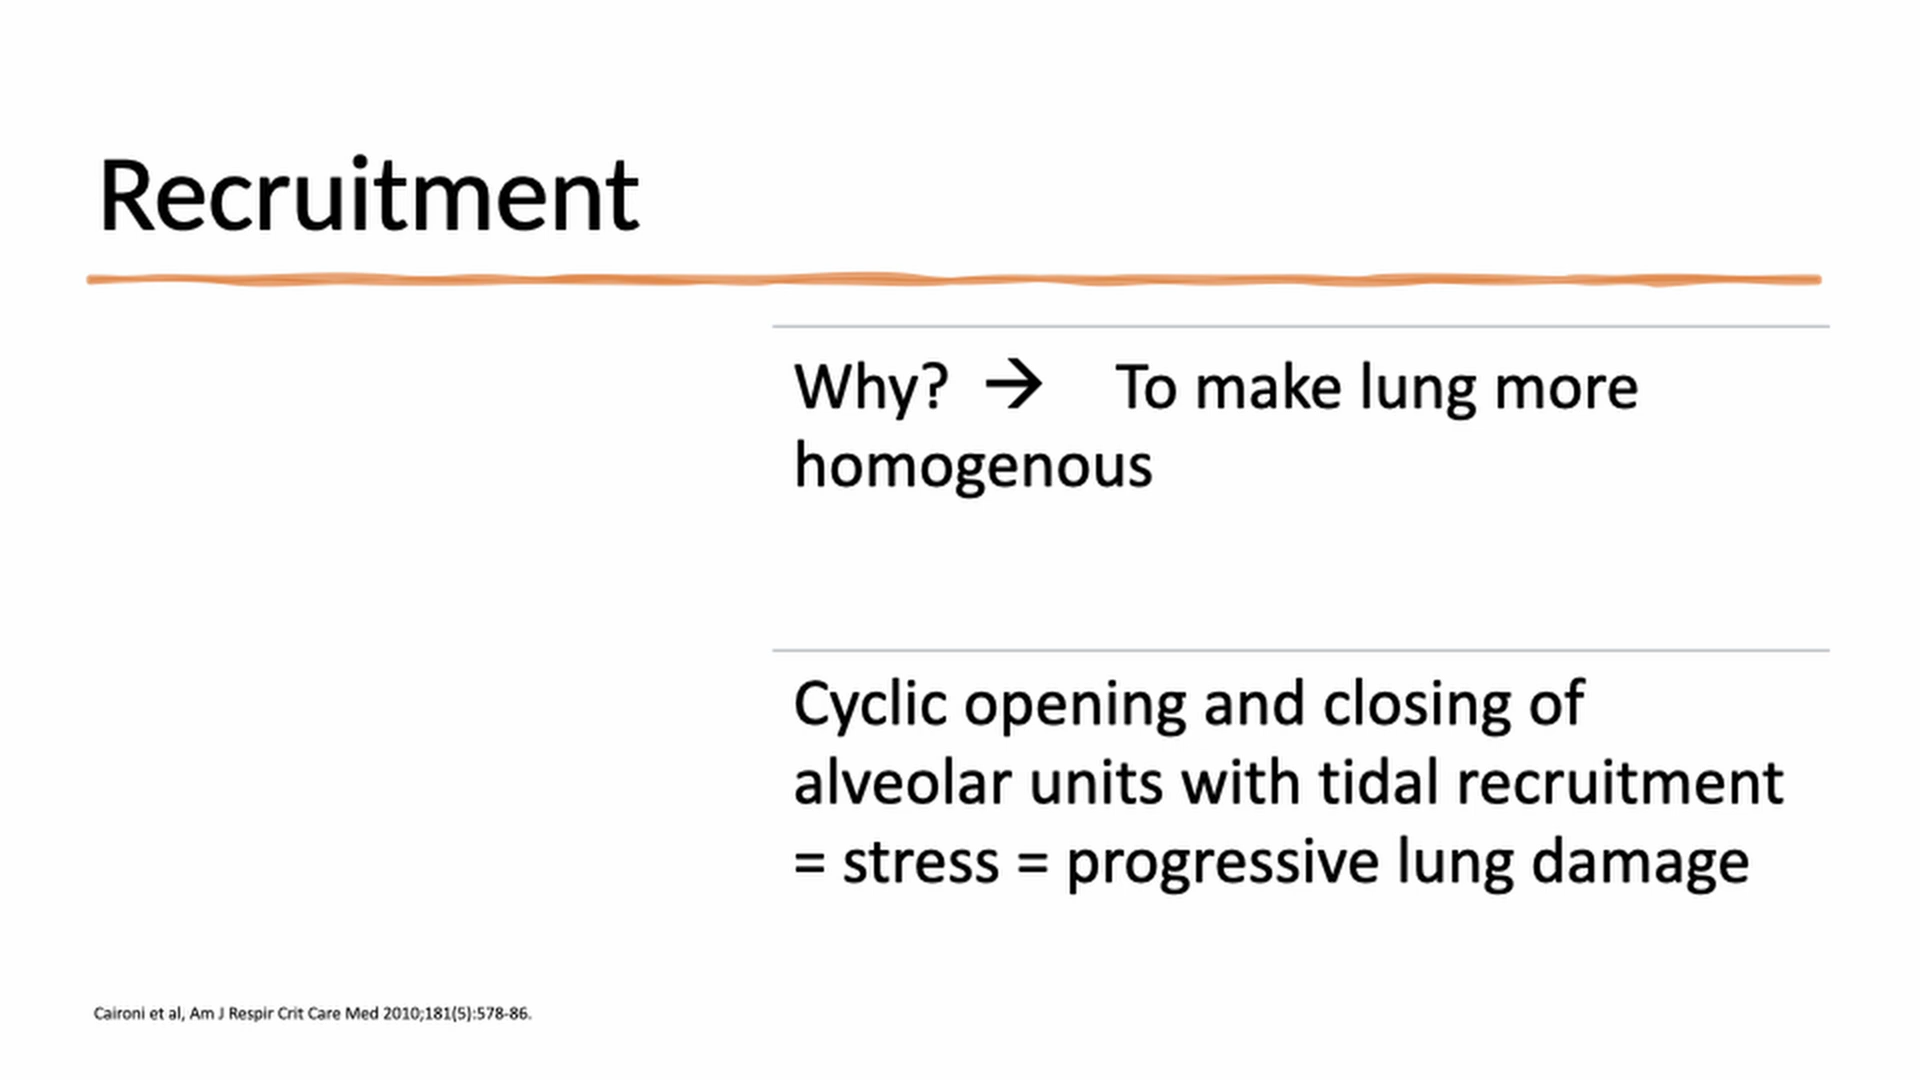 Recruitment
Why? → To make lung more
homogenous
Cyclic opening and closing of
alveolar units with tidal recruitment
= stress = progressive lung damage
Caironi et al, Am J Respir Crit Care Med 2010;181(5):578-86.